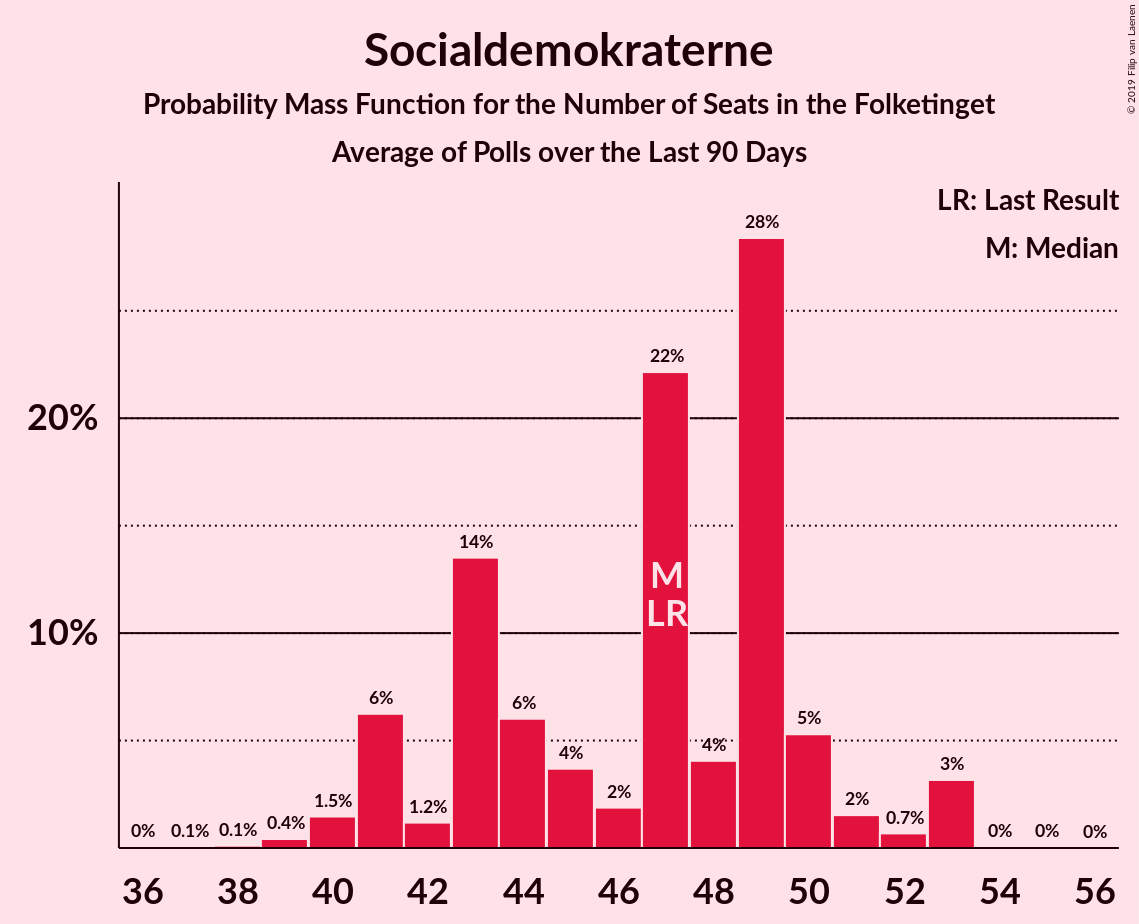 Socialdemokraterne
Probability Mass Function for the Number of Seats in the Folketinget
Average of Polls over the Last 90 Days
© 2019 Filip van Laenen
LR: Last Result
M: Median
20%
10%
0%
0.1%
0.1%
0.4%
1.5%
6%
1.2%
14%
6%
4%
2%
22%
4%
28%
5%
2%
0.7%
3%
0%
0%
0%
M
LR
36 38 40 42 44 46 48 50 52 54 56